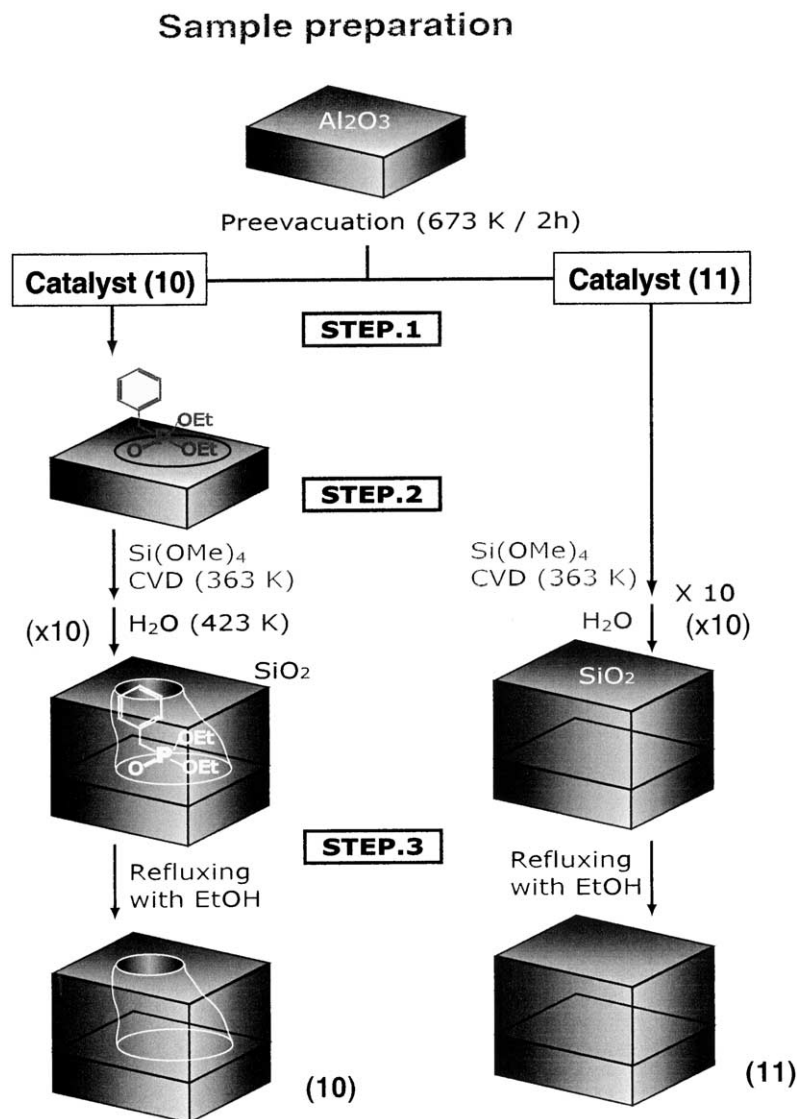 Sample preparation
Al₂O₃
Preevacuation (673 K / 2h)
Catalyst (10)
Catalyst (11)
STEP.1
OEt
P
O
OEt
STEP.2
Si(OMe)₄
CVD (363 K)
(x10)
H₂O (423 K)
Si(OMe)₄
CVD (363 K)
X 10
H₂O
(x10)
SiO₂
OEt
P
O
OEt
SiO₂
STEP.3
Refluxing
with EtOH
Refluxing
with EtOH
(10)
(11)